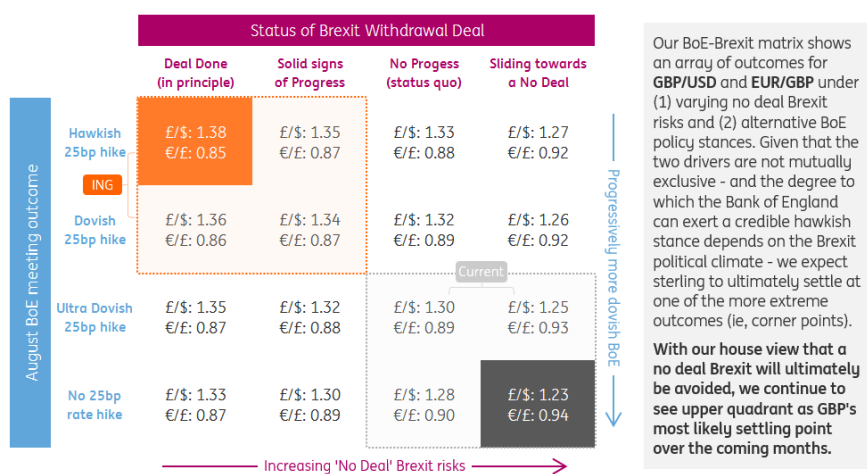 Status of Brexit Withdrawal Deal
Deal Done
(in principle)
Solid signs
of Progress
No Progess
(status quo)
Sliding towards
a No Deal
August BoE meeting outcome
Hawkish
25bp hike
£/$: 1.38
€/£: 0.85
£/$: 1.35
€/£: 0.87
£/$: 1.33
€/£: 0.88
£/$: 1.27
€/£: 0.92
ING
Dovish
25bp hike
£/$: 1.36
€/£: 0.86
£/$: 1.34
€/£: 0.87
£/$: 1.32
€/£: 0.89
£/$: 1.26
€/£: 0.92
Current
Ultra Dovish
25bp hike
£/$: 1.35
€/£: 0.87
£/$: 1.32
€/£: 0.88
£/$: 1.30
€/£: 0.89
£/$: 1.25
€/£: 0.93
No 25bp
rate hike
£/$: 1.33
€/£: 0.87
£/$: 1.30
€/£: 0.89
£/$: 1.28
€/£: 0.90
£/$: 1.23
€/£: 0.94
Progressively more dovish BoE
Increasing 'No Deal' Brexit risks
Our BoE-Brexit matrix shows
an array of outcomes for
GBP/USD and EUR/GBP under
(1) varying no deal Brexit
risks and (2) alternative BoE
policy stances. Given that the
two drivers are not mutually
exclusive - and the degree to
which the Bank of England
can exert a credible hawkish
stance depends on the Brexit
political climate - we expect
sterling to ultimately settle at
one of the more extreme
outcomes (ie, corner points).
With our house view that a
no deal Brexit will ultimately
be avoided, we continue to
see upper quadrant as GBP's
most likely settling point
over the coming months.